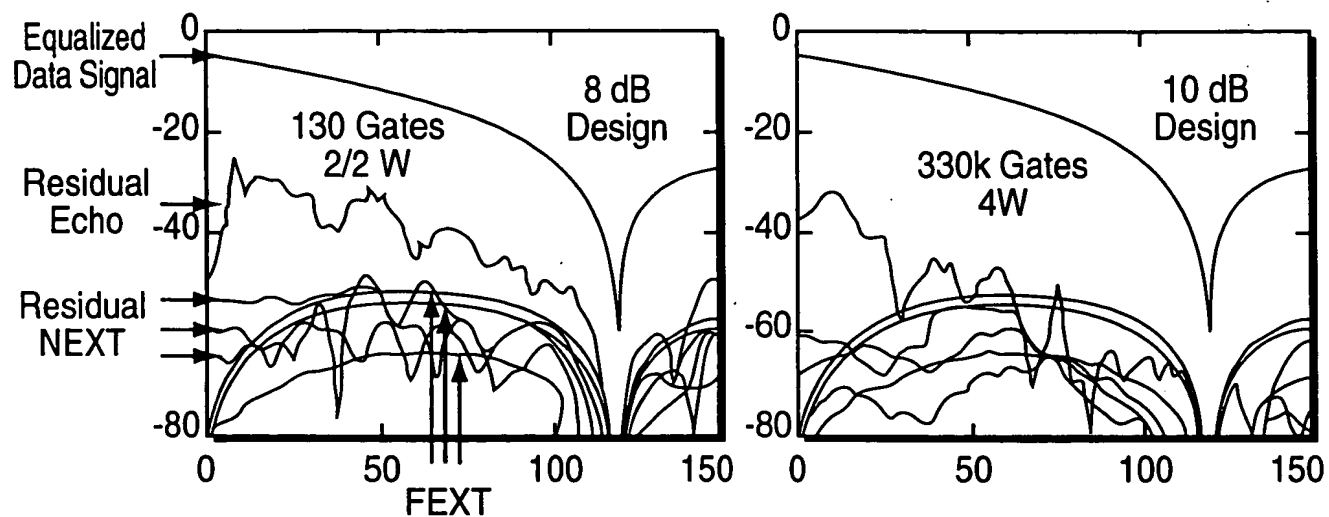 Equalized
Data Signal
Residual
Echo
Residual
NEXT
0
-20
-40
-60
-80
130 Gates
2/2 W
8 dB
Design
0
50
100
150
FEXT
0
-20
-40
-60
-80
330k Gates
4W
10 dB
Design
0
50
100
150